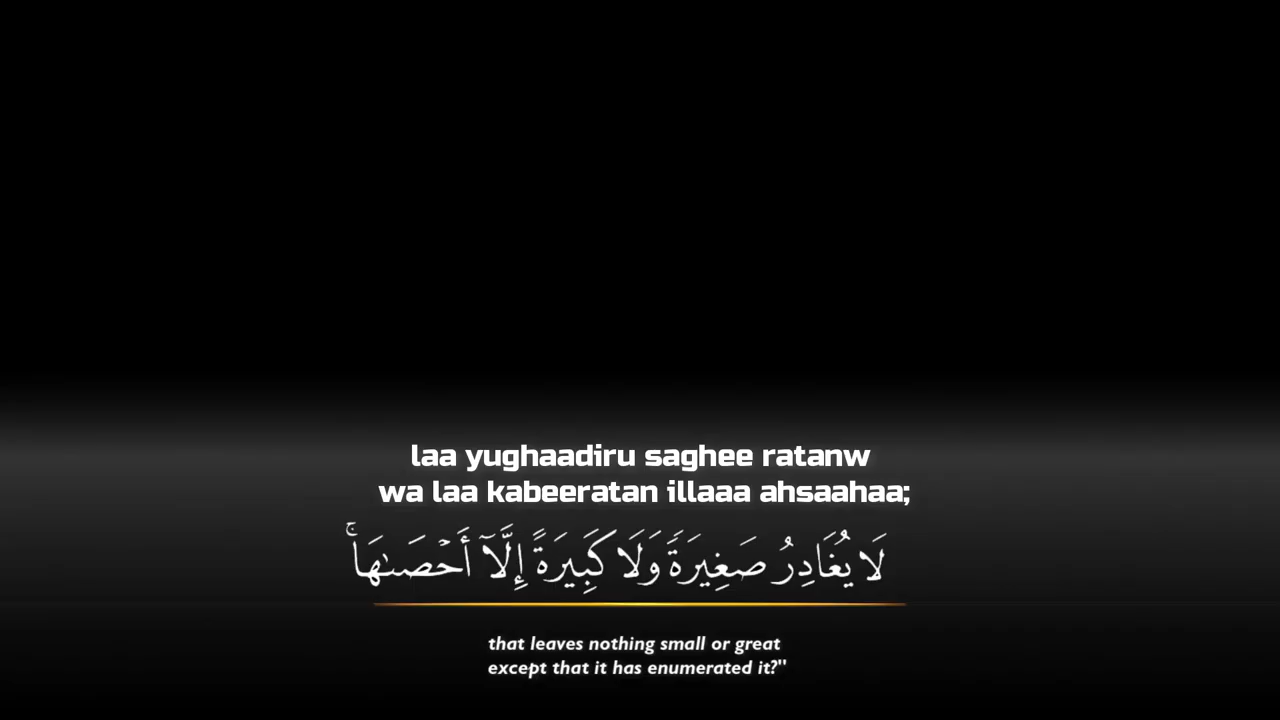 laa yughaadiru saghee ratanw
wa laa kabeeratan illaaa ahsaahaa;
لَا يُغَادِرُ صَغِيرَةً وَلَا كَبِيرَةً إِلَّآ أَحْصَىٰهَا ۚ
that leaves nothing small or great
except that it has enumerated it?"